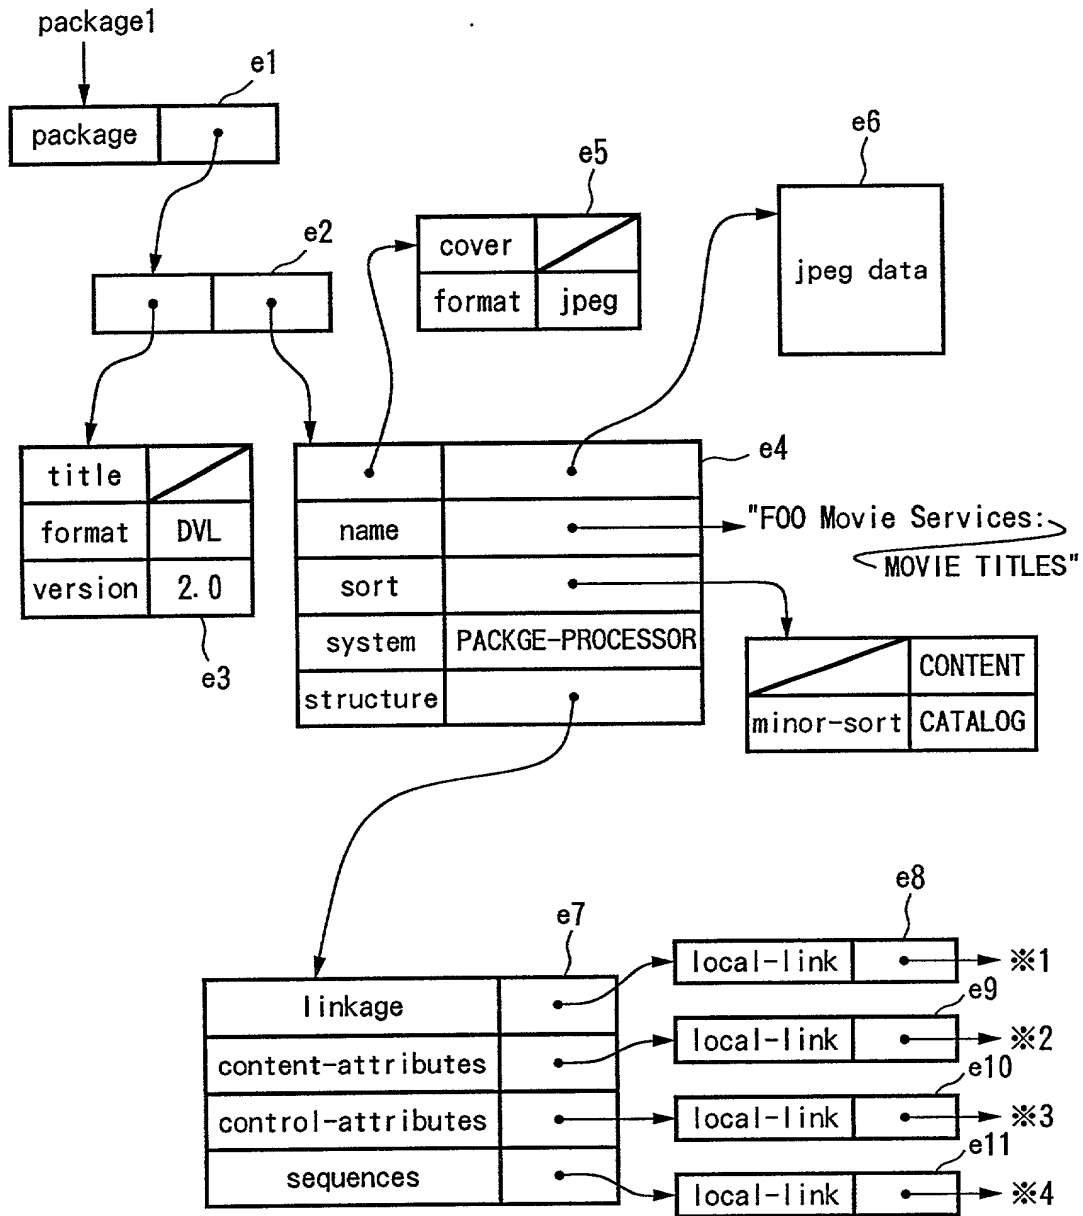 package1
e1
package
e2
e5
cover
format jpeg
e6
jpeg data
title
format DVL
version 2.0
e3
e4
name
"FOO Movie Services:
MOVIE TITLES"
sort
system PACKGE-PROCESSOR
structure
CONTENT
minor-sort CATALOG
e7
linkage
content-attributes
control-attributes
sequences
e8
local-link ※1
e9
local-link ※2
e10
local-link ※3
e11
local-link ※4